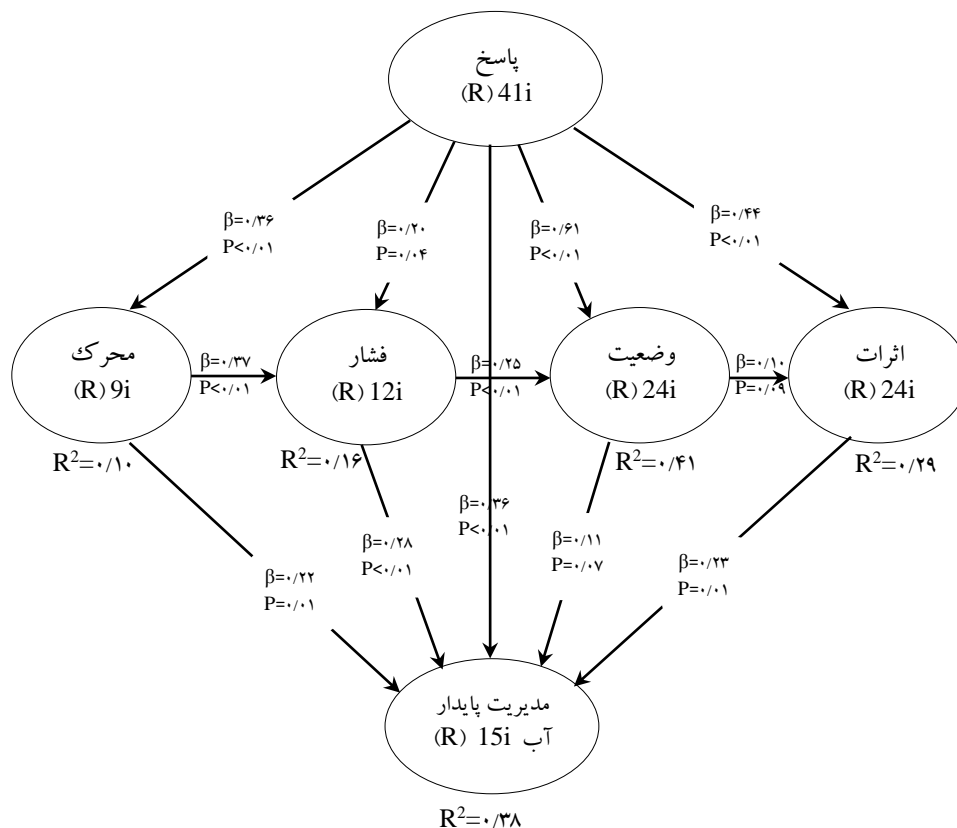 پاسخ
(R) 41i
β=۰/۳۶
P<۰/۰۱
β=۰/۲۰
P=۰/۰۴
β=۰/۶۱
P<۰/۰۱
β=۰/۴۴
P<۰/۰۱
محرک
(R) 9i
β=۰/۳۷
P<۰/۰۱
فشار
(R) 12i
β=۰/۲۵
P<۰/۰۱
وضعیت
(R) 24i
β=۰/۱۰
P=۰/۰۹
اثرات
(R) 24i
R²=۰/۱۰
R²=۰/۱۶
R²=۰/۴۱
R²=۰/۲۹
β=۰/۲۲
P=۰/۰۱
β=۰/۲۸
P<۰/۰۱
β=۰/۳۶
P<۰/۰۱
β=۰/۱۱
P=۰/۰۷
β=۰/۲۳
P=۰/۰۱
مدیریت پایدار
آب (R) 15i
R²=۰/۳۸